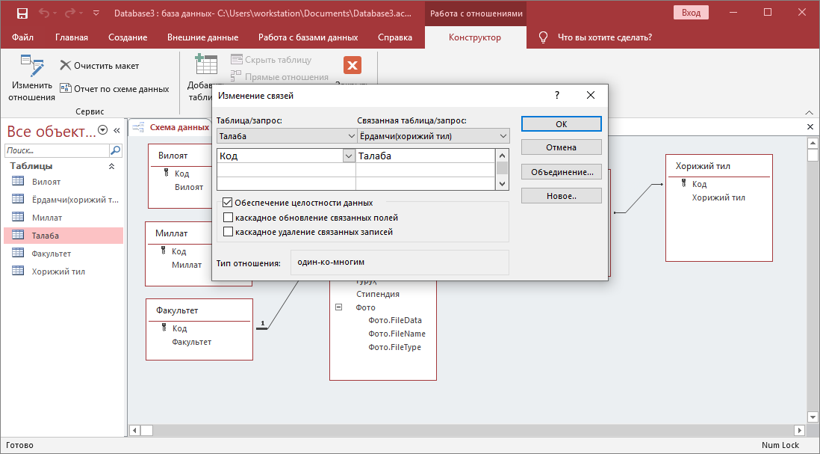 Database3 : база данных- C:\Users\workstation\Documents\Database3.ac...
Работа с отношениями
Вход
Файл
Главная
Создание
Внешние данные
Работа с базами данных
Справка
Конструктор
Что вы хотите сделать?
Изменить отношения
Очистить макет
Отчет по схеме данных
Сервис
Скрыть таблицу
Прямые отношения
Все объект...
Поиск...
Таблицы
Вилоят
Ёрдамчи(хорижий т...
Миллат
Талаба
Факультет
Хорижий тил
Схема данных
Вилоят
Код
Вилоят
Миллат
Код
Миллат
Факультет
Код
Факультет
1
Изменение связей
?
Таблица/запрос:
Связанная таблица/запрос:
Талаба
Ёрдамчи(хорижий тил)
Код
Талаба
Обеспечение целостности данных
каскадное обновление связанных полей
каскадное удаление связанных записей
Тип отношения:
один-ко-многим
ОК
Отмена
Объединение...
Новое..
Стипендия
Фото
Фото.FileData
Фото.FileName
Фото.FileType
Хорижий тил
Код
Хорижий тил
Готово
Num Lock